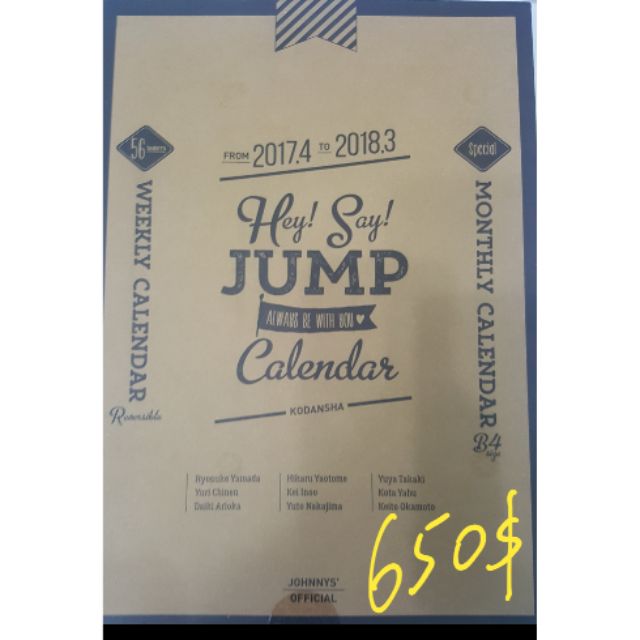 FROM 2017.4 TO 2018.3
56 Sheets
WEEKLY CALENDAR
Reversible
Special
MONTHLY CALENDAR
B4
size
Hey! Say!
JUMP
ALWAYS BE WITH YOU
Calendar
KODANSHA
Ryosuke Yamada
Yuri Chinen
Daiki Arioka
Hikaru Yaotome
Kei Inoo
Yuto Nakajima
Yuya Takaki
Kota Yabu
Keito Okamoto
JOHNNYS'
OFFICIAL
650$